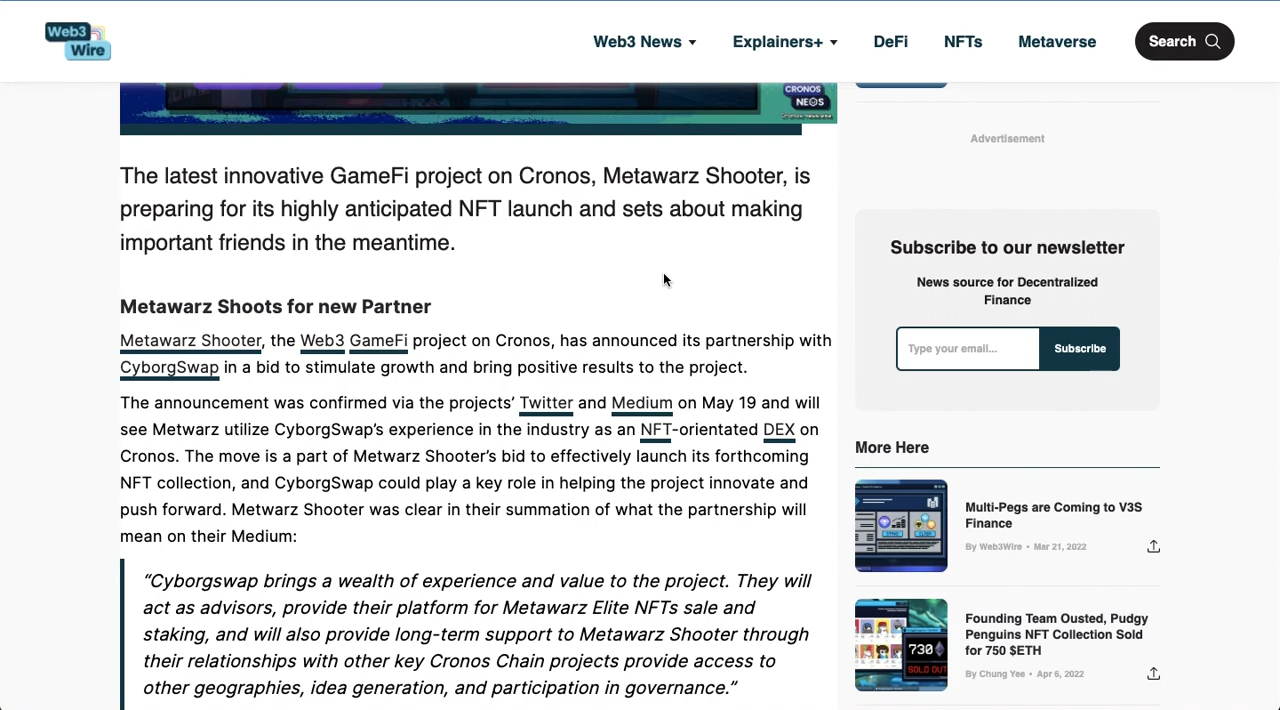 Web3
Wire
Web3 News
Explainers+
DeFi
NFTs
Metaverse
Search
CRONOS
NEOS
The latest innovative GameFi project on Cronos, Metawarz Shooter, is
preparing for its highly anticipated NFT launch and sets about making
important friends in the meantime.
Metawarz Shoots for new Partner
Metawarz Shooter, the Web3 GameFi project on Cronos, has announced its partnership with
CyborgSwap in a bid to stimulate growth and bring positive results to the project.
The announcement was confirmed via the projects’ Twitter and Medium on May 19 and will
see Metwarz utilize CyborgSwap’s experience in the industry as an NFT-orientated DEX on
Cronos. The move is a part of Metwarz Shooter’s bid to effectively launch its forthcoming
NFT collection, and CyborgSwap could play a key role in helping the project innovate and
push forward. Metwarz Shooter was clear in their summation of what the partnership will
mean on their Medium:
“Cyborgswap brings a wealth of experience and value to the project. They will
act as advisors, provide their platform for Metawarz Elite NFTs sale and
staking, and will also provide long-term support to Metawarz Shooter through
their relationships with other key Cronos Chain projects provide access to
other geographies, idea generation, and participation in governance.”
Advertisement
Subscribe to our newsletter
News source for Decentralized
Finance
Type your email...
Subscribe
More Here
Multi-Pegs are Coming to V3S
Finance
By Web3Wire • Mar 21, 2022
Founding Team Ousted, Pudgy
Penguins NFT Collection Sold
for 750 $ETH
By Chung Yee • Apr 6, 2022
730
SOLD OUT